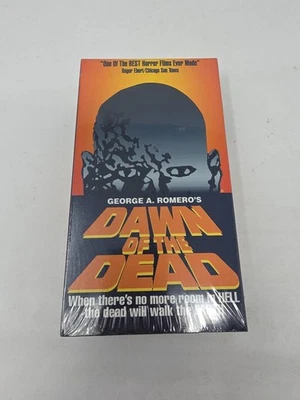 "One Of The BEST Horror Films Ever Made"
Roger Ebert/Chicago Sun Times
GEORGE A. ROMERO'S
DAWN
OF THE
DEAD
When there's no more room in HELL
the dead will walk the